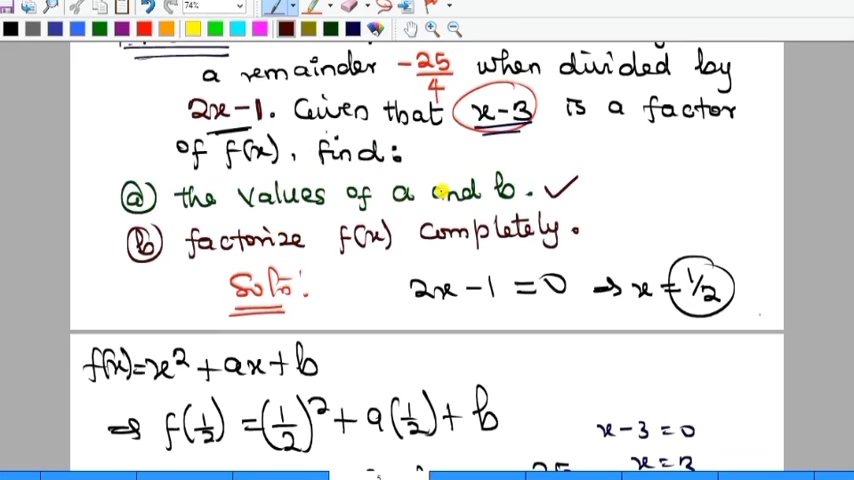 74%
a remainder -25/4 when divided by
2x-1. Given that x-3 is a factor
of f(x), find:
(a) the values of a and b. ✓
(b) factorize f(x) completely.
Soln: 2x-1=0 ⇒ x=1/2
f(x)=x²+ax+b
⇒ f(1/2)=(1/2)²+a(1/2)+b
x-3=0
x=3
25